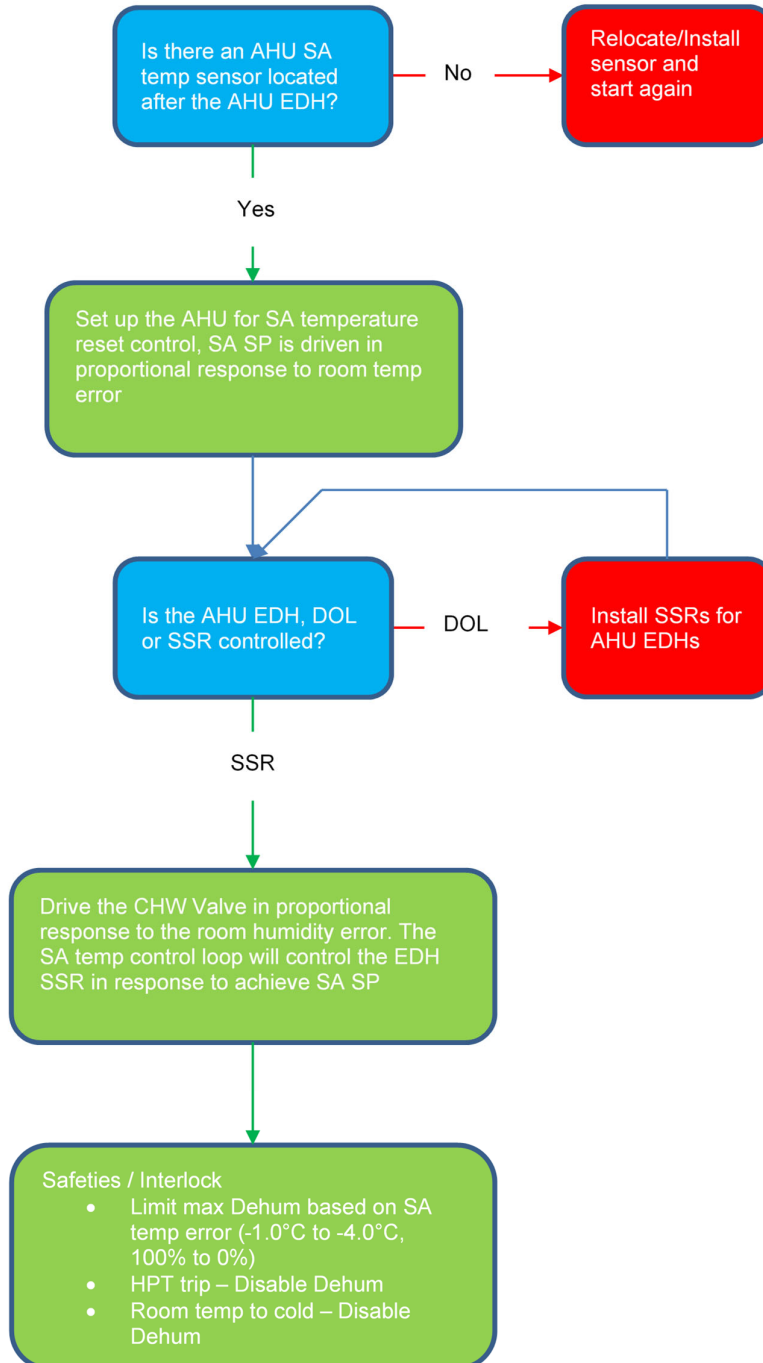 Is there an AHU SA
temp sensor located
after the AHU EDH?
No
Relocate/Install
sensor and
start again
Yes
Set up the AHU for SA temperature
reset control, SA SP is driven in
proportional response to room temp
error
Is the AHU EDH, DOL
or SSR controlled?
DOL
Install SSRs for
AHU EDHs
SSR
Drive the CHW Valve in proportional
response to the room humidity error. The
SA temp control loop will control the EDH
SSR in response to achieve SA SP
Safeties / Interlock
• Limit max Dehum based on SA
temp error (-1.0°C to -4.0°C,
100% to 0%)
• HPT trip – Disable Dehum
• Room temp to cold – Disable
Dehum